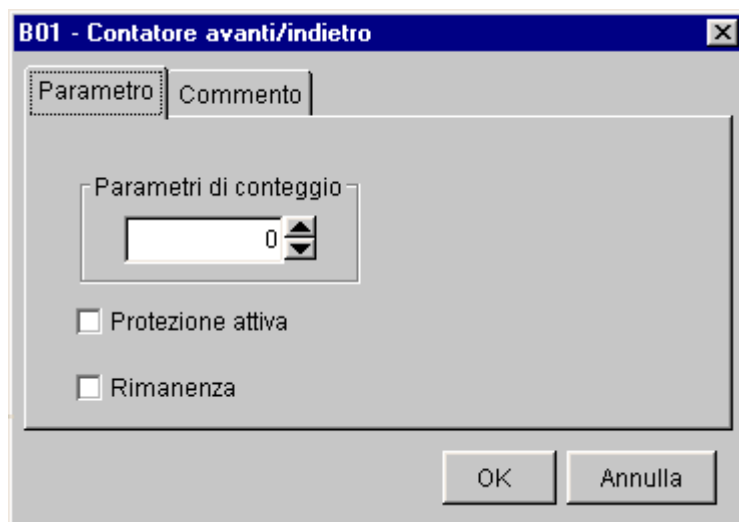 B01 - Contatore avanti/indietro
Parametro Commento
Parametri di conteggio
0
Protezione attiva
Rimanenza
OK Annulla